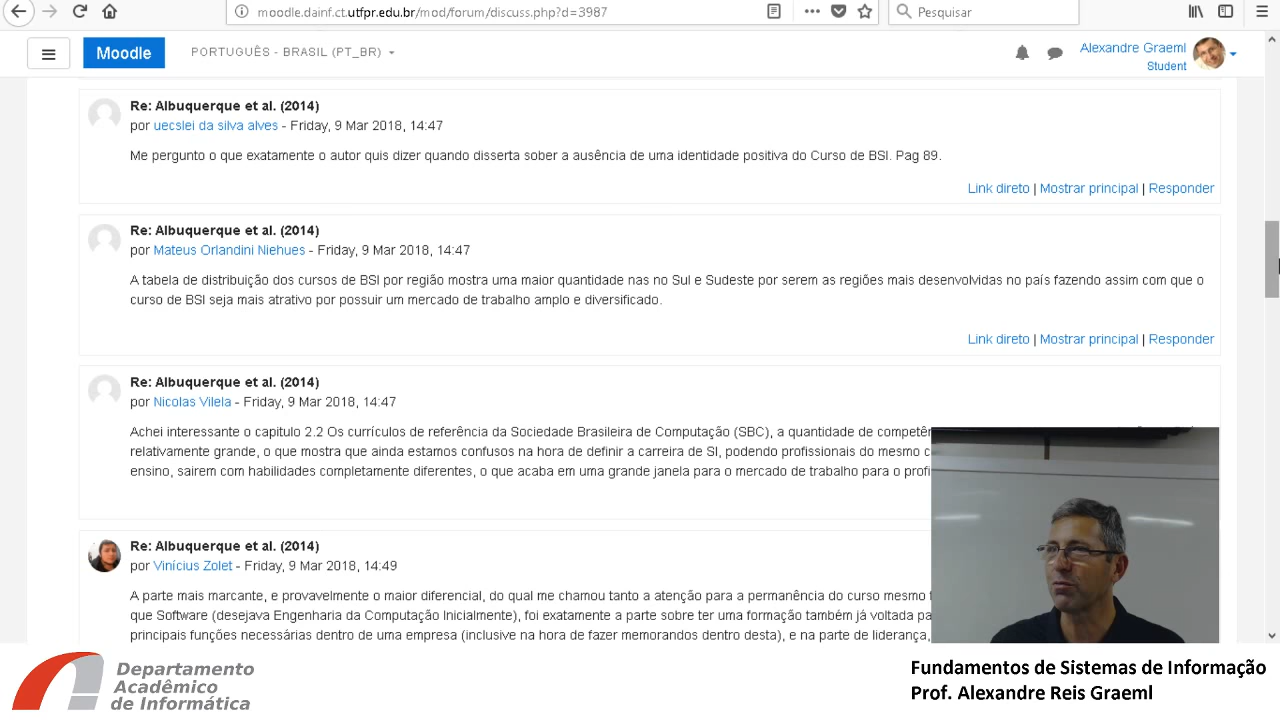 moodle.dainf.ct.utfpr.edu.br/mod/forum/discuss.php?d=3987
Pesquisar
Moodle
PORTUGUÊS - BRASIL (PT_BR)
Alexandre Graeml
Student
Re: Albuquerque et al. (2014)
por uecslei da silva alves - Friday, 9 Mar 2018, 14:47
Me pergunto o que exatamente o autor quis dizer quando disserta sober a ausência de uma identidade positiva do Curso de BSI. Pag 89.
Link direto | Mostrar principal | Responder
Re: Albuquerque et al. (2014)
por Mateus Orlandini Niehues - Friday, 9 Mar 2018, 14:47
A tabela de distribuição dos cursos de BSI por região mostra uma maior quantidade nas no Sul e Sudeste por serem as regiões mais desenvolvidas no país fazendo assim com que o
curso de BSI seja mais atrativo por possuir um mercado de trabalho amplo e diversificado.
Link direto | Mostrar principal | Responder
Re: Albuquerque et al. (2014)
por Nicolas Vilela - Friday, 9 Mar 2018, 14:47
Achei interessante o capitulo 2.2 Os currículos de referência da Sociedade Brasileira de Computação (SBC), a quantidade de
relativamente grande, o que mostra que ainda estamos confusos na hora de definir a carreira de SI, podendo profissionais do mesmo
ensino, sairem com habilidades completamente diferentes, o que acaba em uma grande janela para o mercado de trabalho para o
Re: Albuquerque et al. (2014)
por Vinícius Zolet - Friday, 9 Mar 2018, 14:49
A parte mais marcante, e provavelmente o maior diferencial, do qual me chamou tanto a atenção para a permanência do curso mesmo
que Software (desejava Engenharia da Computação Inicialmente), foi exatamente a parte sobre ter uma formação também já voltada
principais funções necessárias dentro de uma empresa (inclusive na hora de fazer memorandos dentro desta), e na parte de liderança,
Departamento
Acadêmico
de Informática
Fundamentos de Sistemas de Informação
Prof. Alexandre Reis Graeml